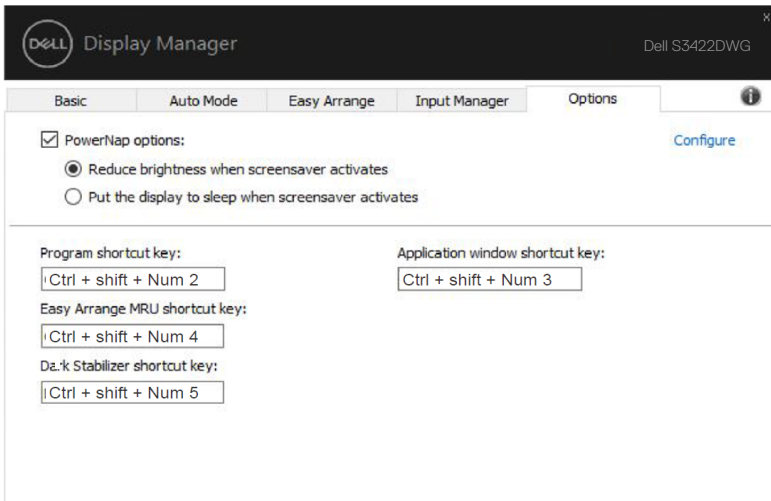 X
DELL Display Manager
Dell S3422DWG
Basic Auto Mode Easy Arrange Input Manager Options
PowerNap options: Configure
Reduce brightness when screensaver activates
Put the display to sleep when screensaver activates
Program shortcut key: Application window shortcut key:
Ctrl + shift + Num 2 Ctrl + shift + Num 3
Easy Arrange MRU shortcut key:
Ctrl + shift + Num 4
Dark Stabilizer shortcut key:
Ctrl + shift + Num 5